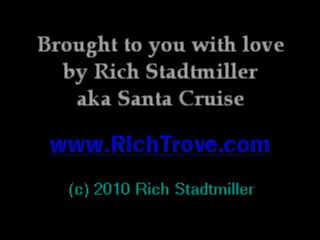 Brought to you with love
by Rich Stadtmiller
aka Santa Cruise
www.RichTrove.com
(c) 2010 Rich Stadtmiller